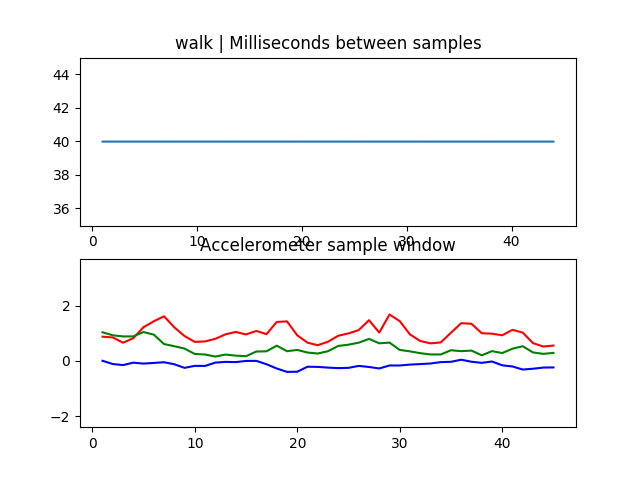 walk | Milliseconds between samples
44
42
40
38
36
0 10 20 30 40
Accelerometer sample window
2
0
−2
0 10 20 30 40